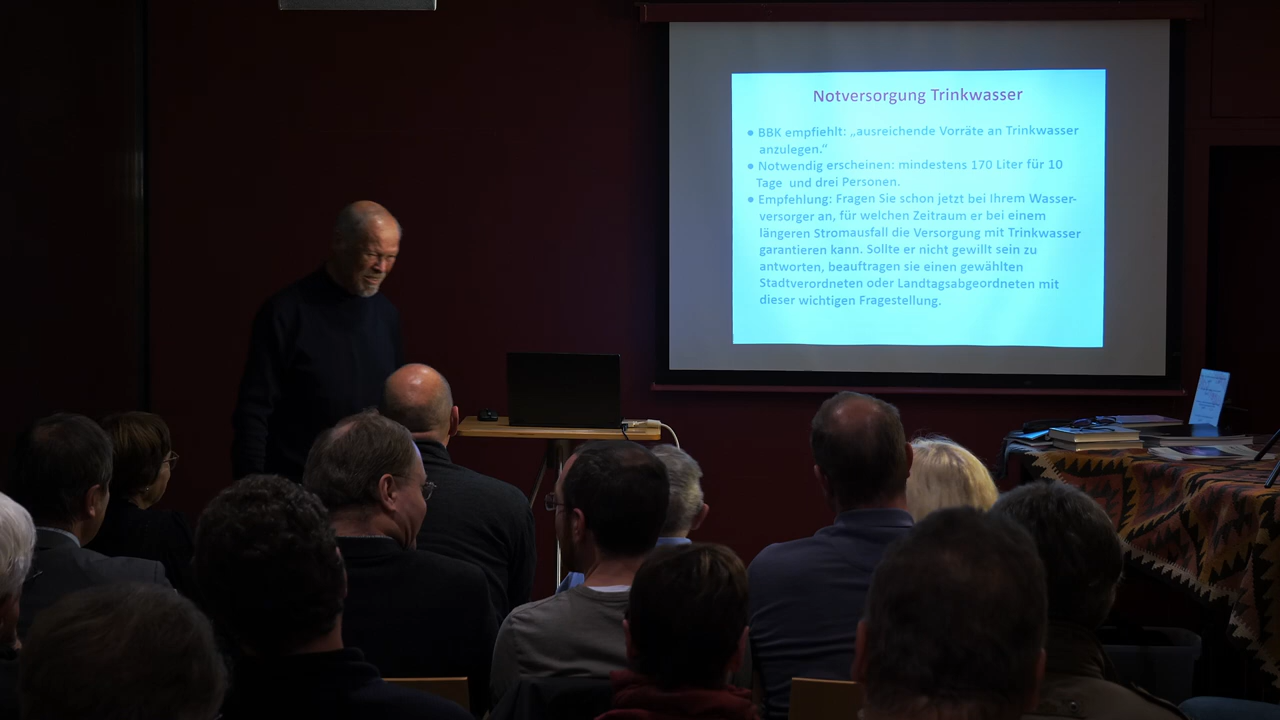 Notversorgung Trinkwasser
● BBK empfiehlt: „ausreichende Vorräte an Trinkwasser
anzulegen.“
● Notwendig erscheinen: mindestens 170 Liter für 10
Tage und drei Personen.
● Empfehlung: Fragen Sie schon jetzt bei Ihrem Wasser-
versorger an, für welchen Zeitraum er bei einem
längeren Stromausfall die Versorgung mit Trinkwasser
garantieren kann. Sollte er nicht gewillt sein zu
antworten, beauftragen sie einen gewählten
Stadtverordneten oder Landtagsabgeordneten mit
dieser wichtigen Fragestellung.